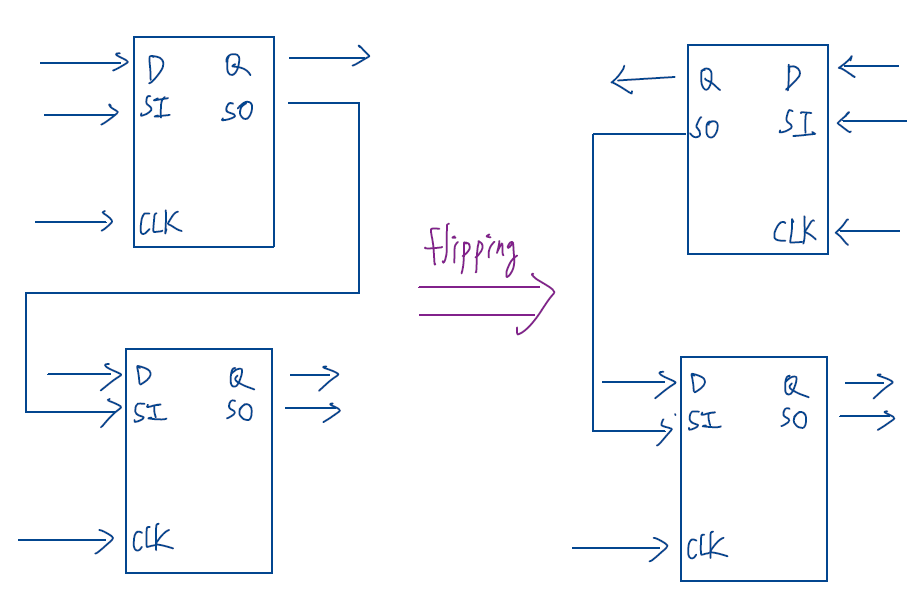 D Q
SI SO
CLK
D Q
SI SO
CLK
flipping
Q D
SO SI
CLK
D Q
SI SO
CLK